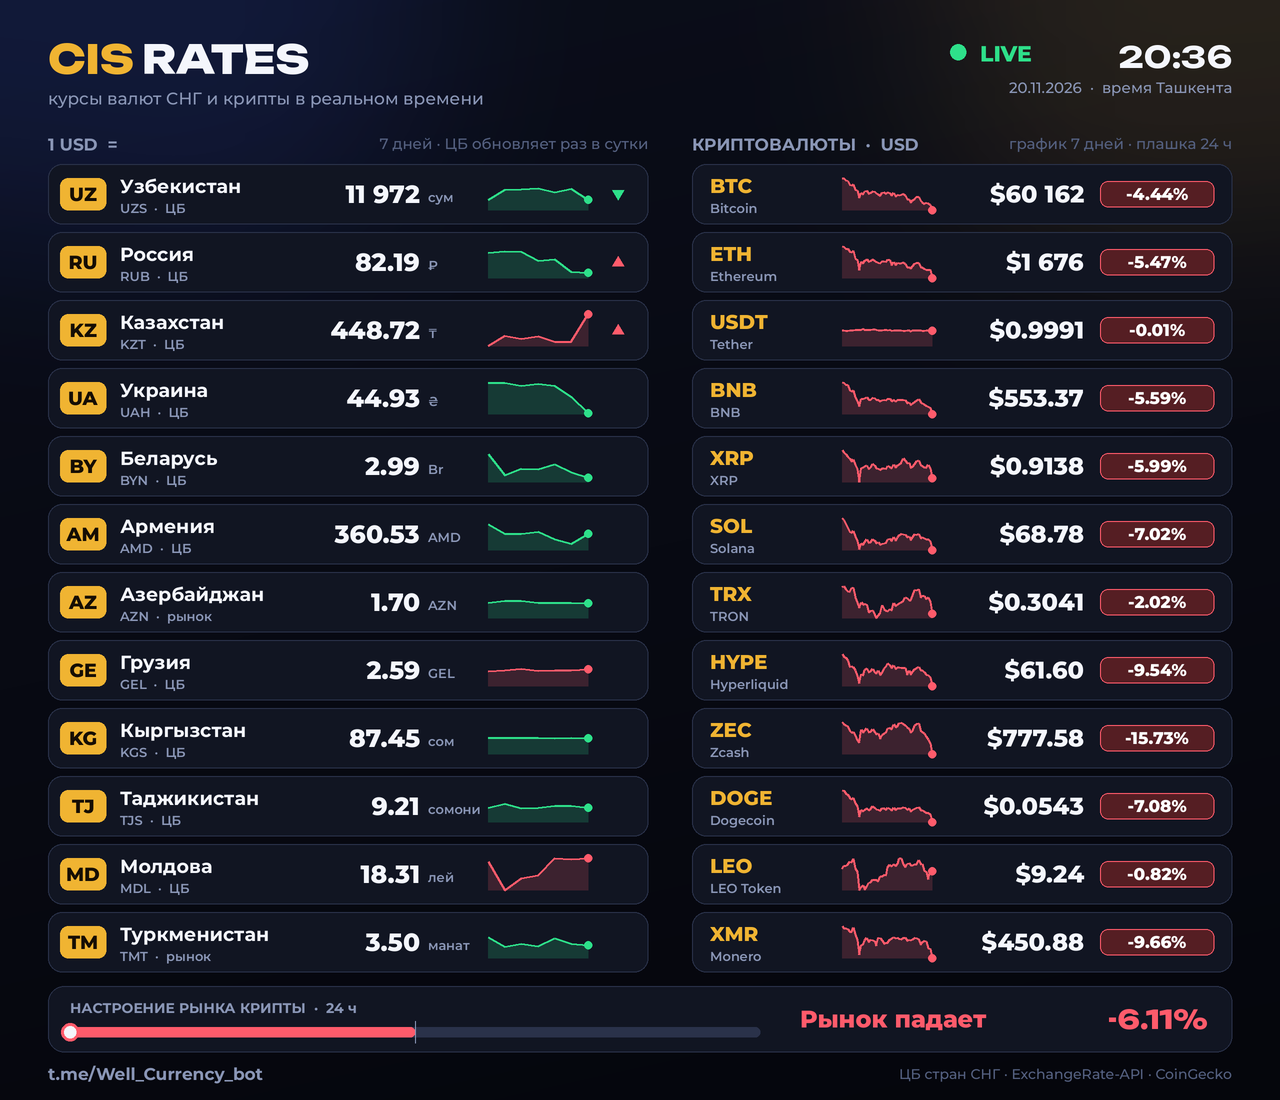 CIS RATES
курсы валют СНГ и крипты в реальном времени
LIVE 20:36
20.11.2026 · время Ташкента
1 USD =
7 дней · ЦБ обновляет раз в сутки
UZ Узбекистан 11 972 сум
UZS · ЦБ
RU Россия 82.19 ₽
RUB · ЦБ
KZ Казахстан 448.72 ₸
KZT · ЦБ
UA Украина 44.93 ₴
UAH · ЦБ
BY Беларусь 2.99 Br
BYN · ЦБ
AM Армения 360.53 AMD
AMD · ЦБ
AZ Азербайджан 1.70 AZN
AZN · рынок
GE Грузия 2.59 GEL
GEL · ЦБ
KG Кыргызстан 87.45 сом
KGS · ЦБ
TJ Таджикистан 9.21 сомони
TJS · ЦБ
MD Молдова 18.31 лей
MDL · ЦБ
TM Туркменистан 3.50 манат
TMT · рынок
КРИПТОВАЛЮТЫ · USD
график 7 дней · плашка 24 ч
BTC $60 162 -4.44%
Bitcoin
ETH $1 676 -5.47%
Ethereum
USDT $0.9991 -0.01%
Tether
BNB $553.37 -5.59%
BNB
XRP $0.9138 -5.99%
XRP
SOL $68.78 -7.02%
Solana
TRX $0.3041 -2.02%
TRON
HYPE $61.60 -9.54%
Hyperliquid
ZEC $777.58 -15.73%
Zcash
DOGE $0.0543 -7.08%
Dogecoin
LEO $9.24 -0.82%
LEO Token
XMR $450.88 -9.66%
Monero
НАСТРОЕНИЕ РЫНКА КРИПТЫ · 24 ч
Рынок падает -6.11%
t.me/Well_Currency_bot
ЦБ стран СНГ · ExchangeRate-API · CoinGecko